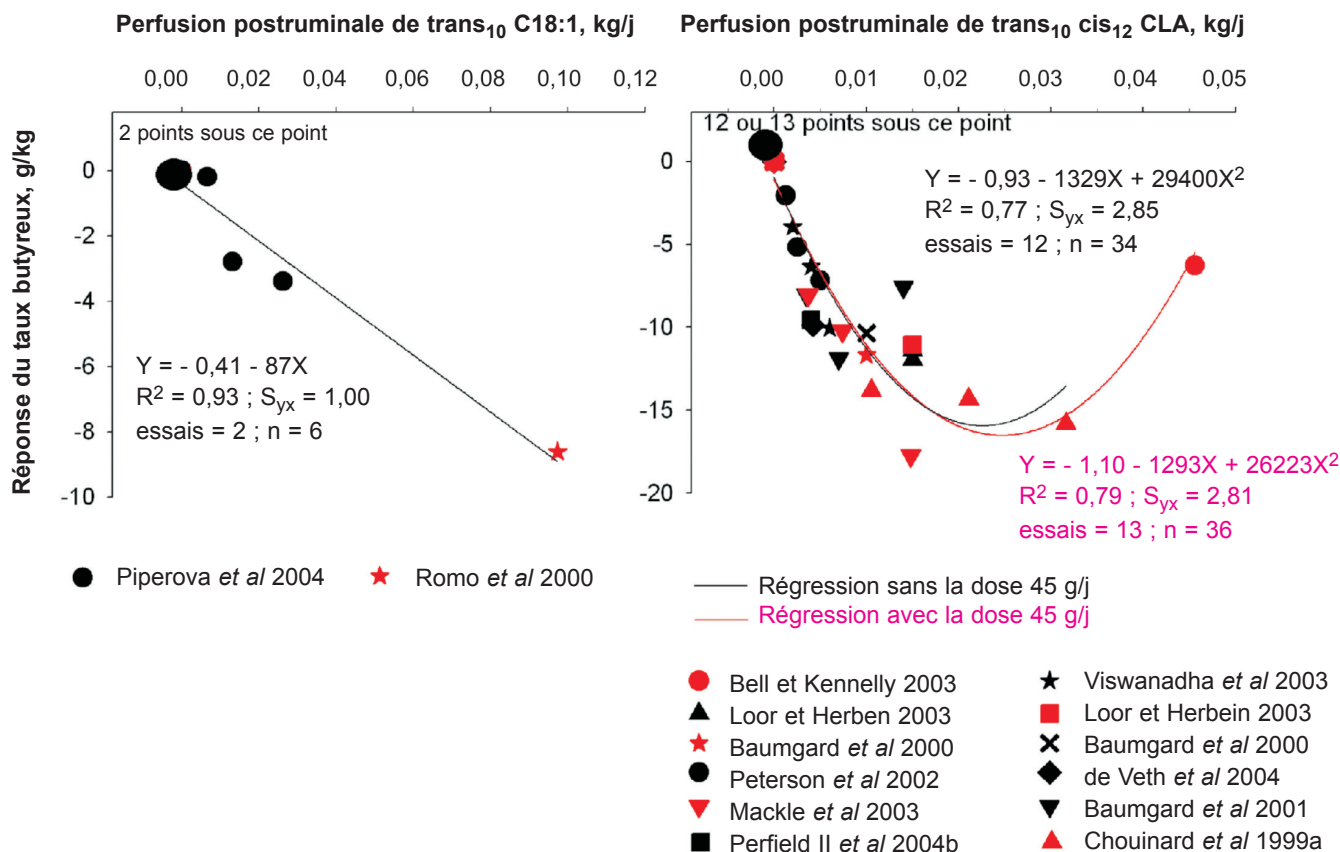 Perfusion postruminale de trans10 C18:1, kg/j
0,00 0,02 0,04 0,06 0,08 0,10 0,12
2 points sous ce point
Réponse du taux butyreux, g/kg
0
-2
-4
-6
-8
-10
Y = - 0,41 - 87X
R2 = 0,93 ; Syx = 1,00
essais = 2 ; n = 6
Piperova et al 2004
Romo et al 2000
Perfusion postruminale de trans10 cis12 CLA, kg/j
0,00 0,01 0,02 0,03 0,04 0,05
12 ou 13 points sous ce point
0
-5
-10
-15
-20
Y = - 0,93 - 1329X + 29400X2
R2 = 0,77 ; Syx = 2,85
essais = 12 ; n = 34
Y = - 1,10 - 1293X + 26223X2
R2 = 0,79 ; Syx = 2,81
essais = 13 ; n = 36
Régression sans la dose 45 g/j
Régression avec la dose 45 g/j
Bell et Kennelly 2003
Loor et Herben 2003
Baumgard et al 2000
Peterson et al 2002
Mackle et al 2003
Perfield II et al 2004b
Viswanadha et al 2003
Loor et Herbein 2003
Baumgard et al 2000
de Veth et al 2004
Baumgard et al 2001
Chouinard et al 1999a